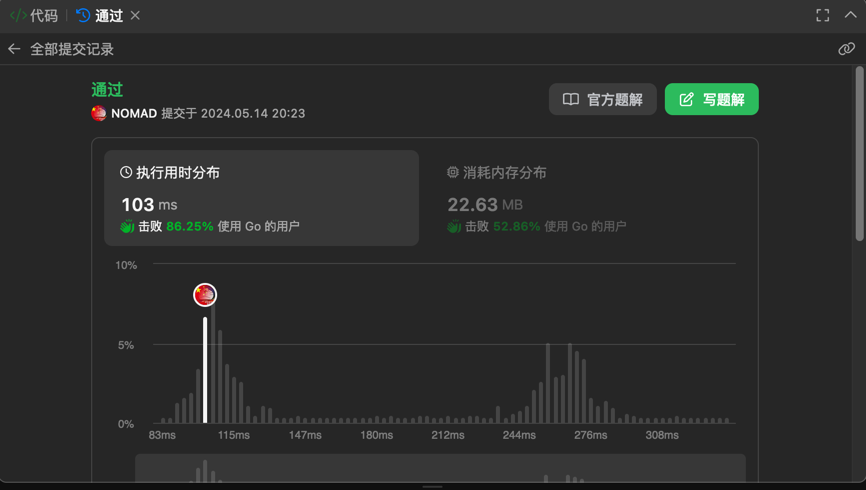 代码 通过
全部提交记录
通过
NOMAD 提交于 2024.05.14 20:23
官方题解
写题解
执行用时分布
103 ms
击败 86.25% 使用 Go 的用户
消耗内存分布
22.63 MB
击败 52.86% 使用 Go 的用户
10%
5%
0%
83ms 115ms 147ms 180ms 212ms 244ms 276ms 308ms